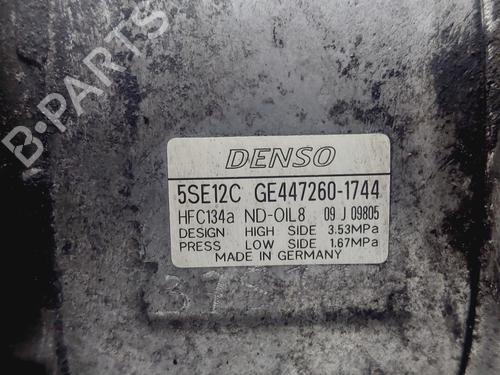 B-PARTS
DENSO
5SE12C GE447260-1744
HFC134a ND-OIL8 09 J 09805
DESIGN HIGH SIDE 3.53MPa
PRESS LOW SIDE 1.67MPa
MADE IN GERMANY